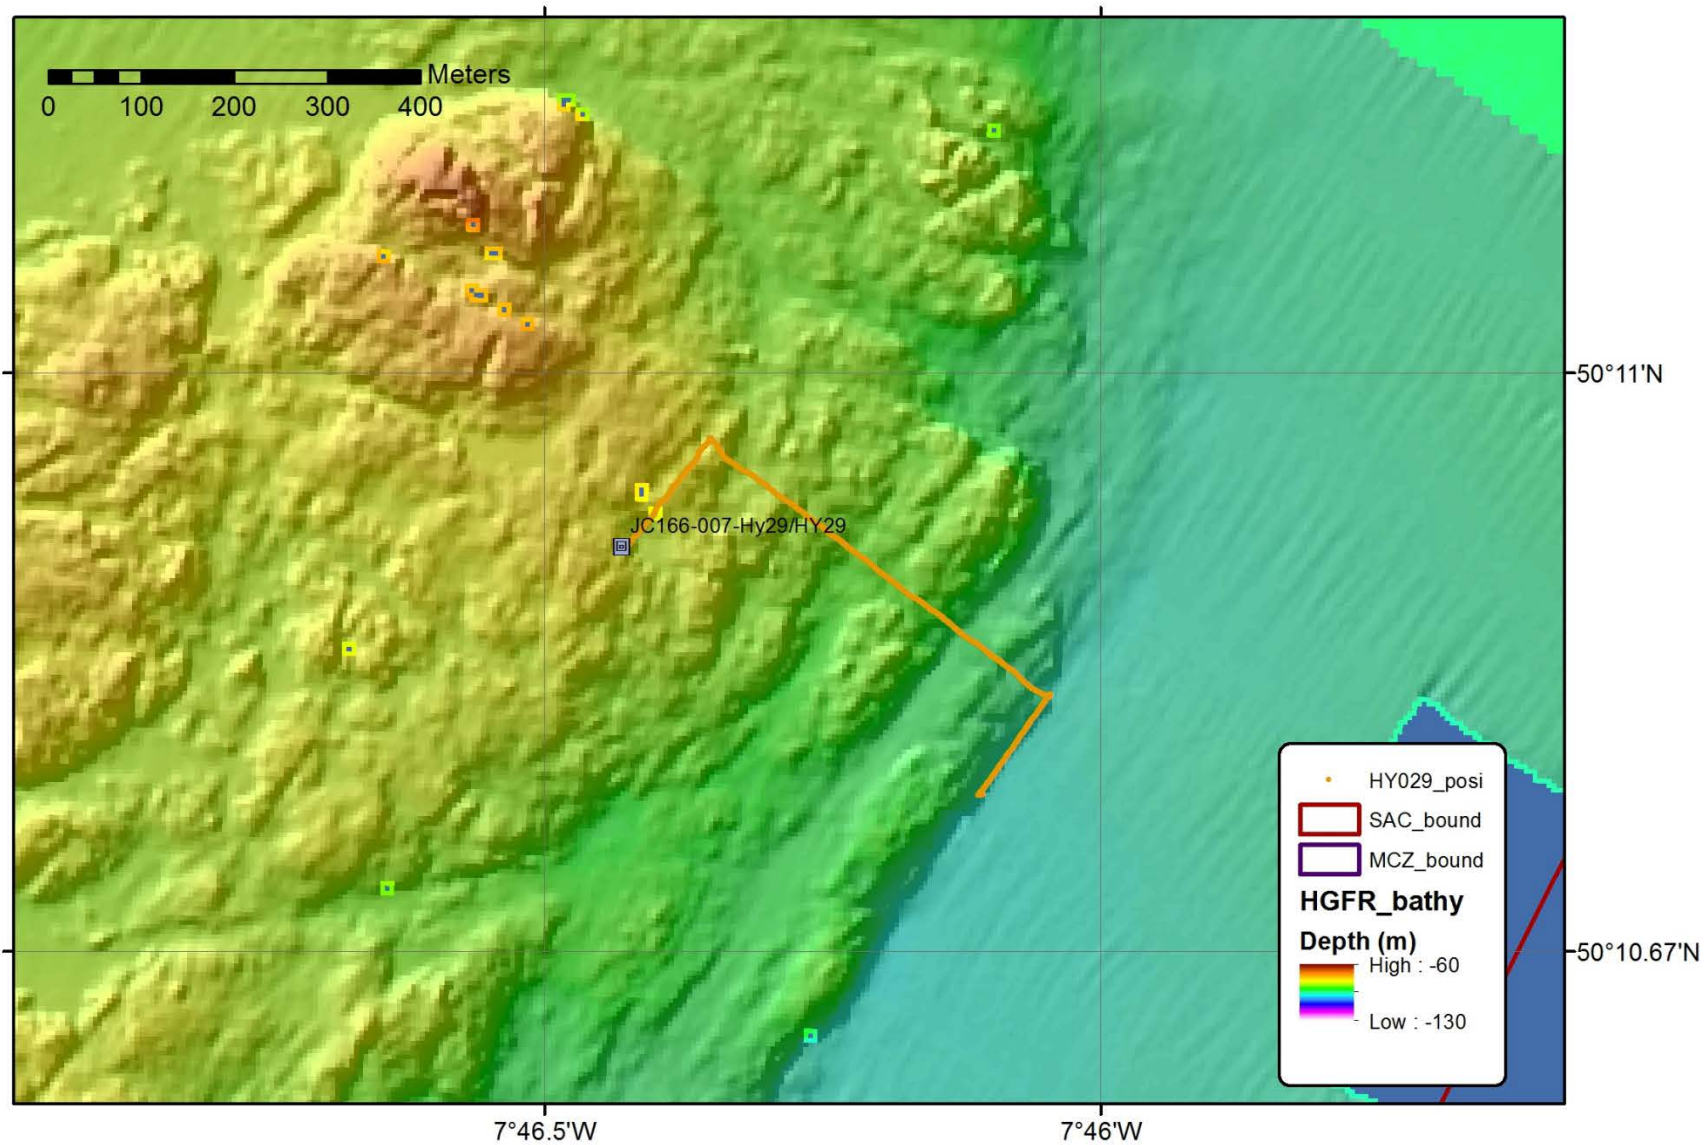 Meters
0 100 200 300 400
50°11'N
JC166-007-Hy29/HY29
HY029_posi
SAC_bound
MCZ_bound
HGFR_bathy
Depth (m)
High : -60
Low : -130
50°10.67'N
7°46.5'W 7°46'W